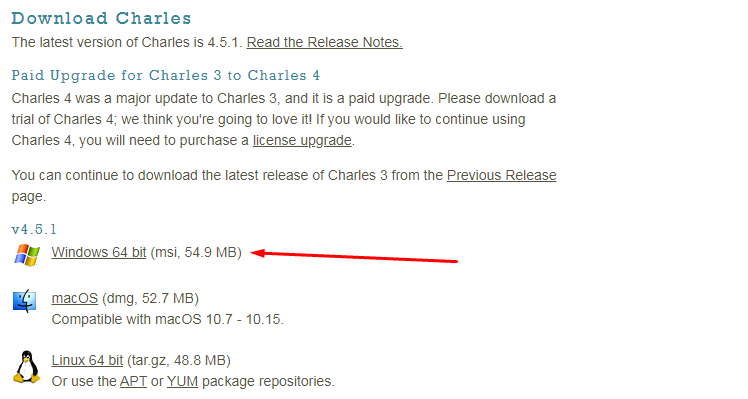 Download Charles
The latest version of Charles is 4.5.1. Read the Release Notes.
Paid Upgrade for Charles 3 to Charles 4
Charles 4 was a major update to Charles 3, and it is a paid upgrade. Please download a
trial of Charles 4; we think you're going to love it! If you would like to continue using
Charles 4, you will need to purchase a license upgrade.
You can continue to download the latest release of Charles 3 from the Previous Release
page.
v4.5.1
Windows 64 bit (msi, 54.9 MB)
macOS (dmg, 52.7 MB)
Compatible with macOS 10.7 - 10.15.
Linux 64 bit (tar.gz, 48.8 MB)
Or use the APT or YUM package repositories.